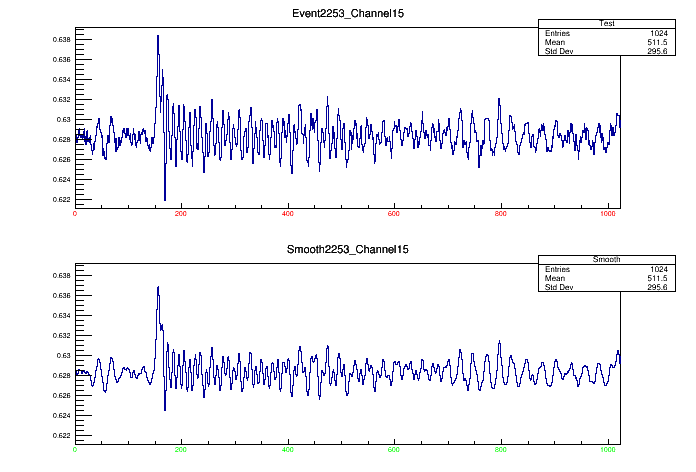 Event2253_Channel15
Test
Entries 1024
Mean 511.5
Std Dev 295.6
0.638
0.636
0.634
0.632
0.63
0.628
0.626
0.624
0.622
0 200 400 600 800 1000
Smooth2253_Channel15
Smooth
Entries 1024
Mean 511.5
Std Dev 295.6
0.638
0.636
0.634
0.632
0.63
0.628
0.626
0.624
0.622
0 200 400 600 800 1000